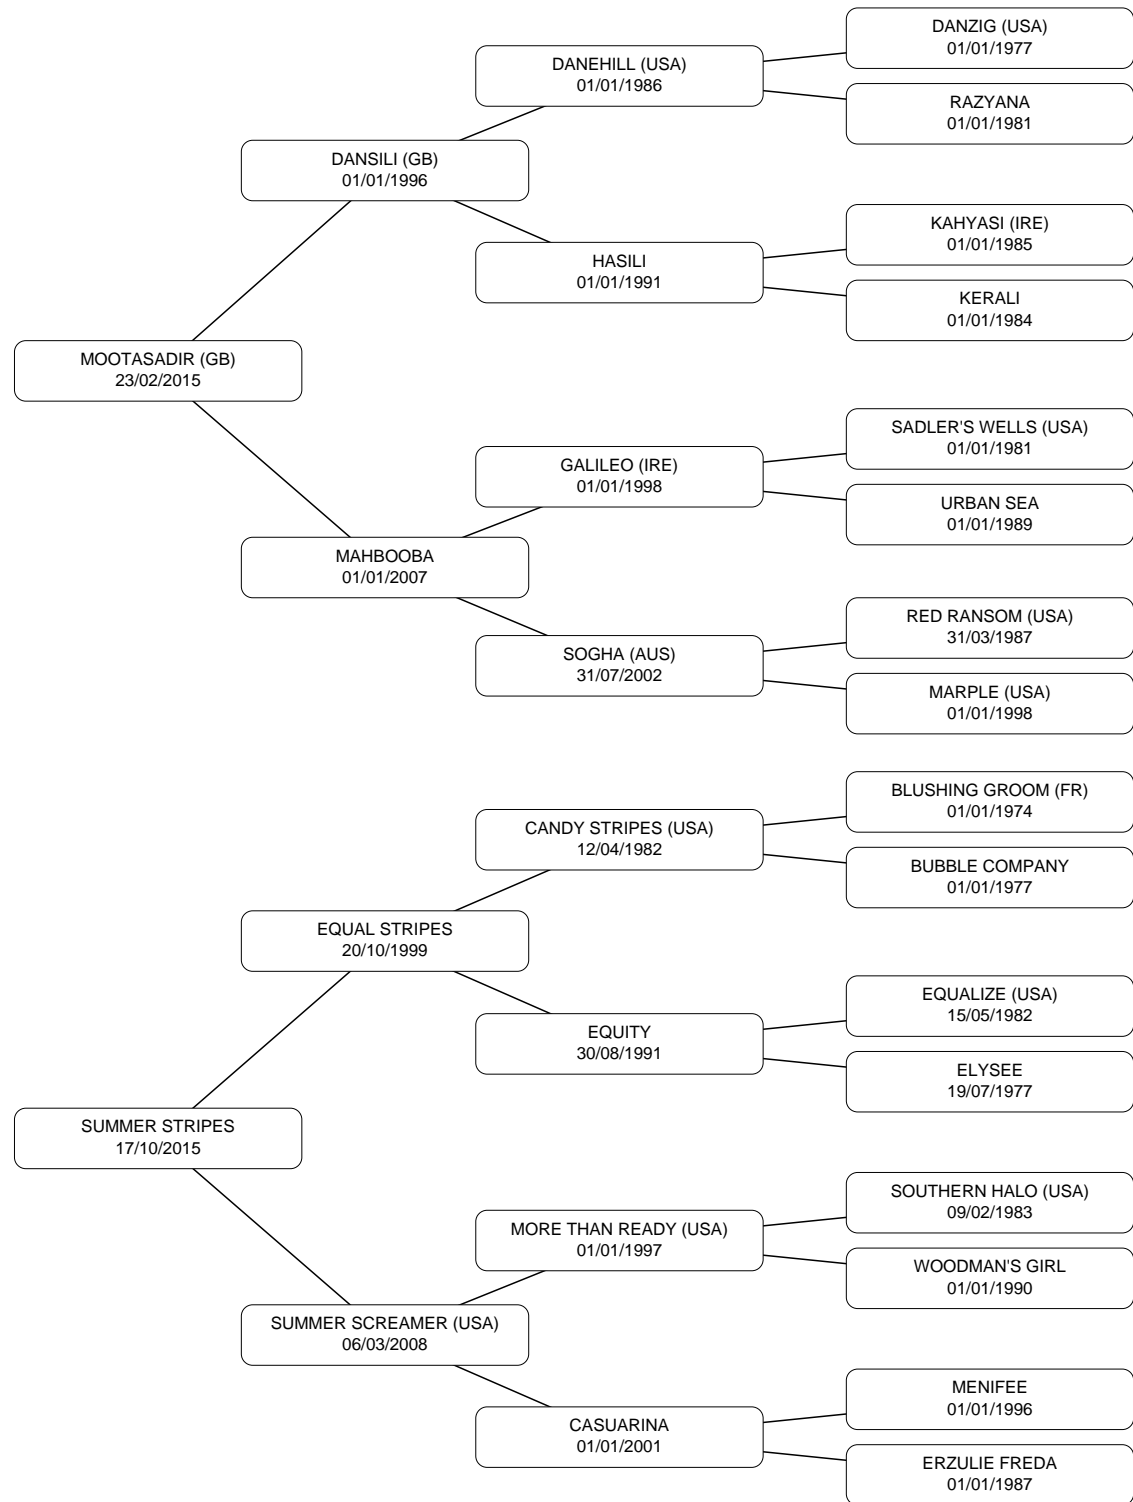 DANZIG (USA)
01/01/1977
DANEHILL (USA)
01/01/1986
RAZYANA
01/01/1981
DANSILI (GB)
01/01/1996
KAHYASI (IRE)
01/01/1985
HASILI
01/01/1991
KERALI
01/01/1984
MOOTASADIR (GB)
23/02/2015
SADLER'S WELLS (USA)
01/01/1981
GALILEO (IRE)
01/01/1998
URBAN SEA
01/01/1989
MAHBOOBA
01/01/2007
RED RANSOM (USA)
31/03/1987
SOGHA (AUS)
31/07/2002
MARPLE (USA)
01/01/1998
BLUSHING GROOM (FR)
01/01/1974
CANDY STRIPES (USA)
12/04/1982
BUBBLE COMPANY
01/01/1977
EQUAL STRIPES
20/10/1999
EQUALIZE (USA)
15/05/1982
EQUITY
30/08/1991
ELYSEE
19/07/1977
SUMMER STRIPES
17/10/2015
SOUTHERN HALO (USA)
09/02/1983
MORE THAN READY (USA)
01/01/1997
WOODMAN'S GIRL
01/01/1990
SUMMER SCREAMER (USA)
06/03/2008
MENIFEE
01/01/1996
CASUARINA
01/01/2001
ERZULIE FREDA
01/01/1987